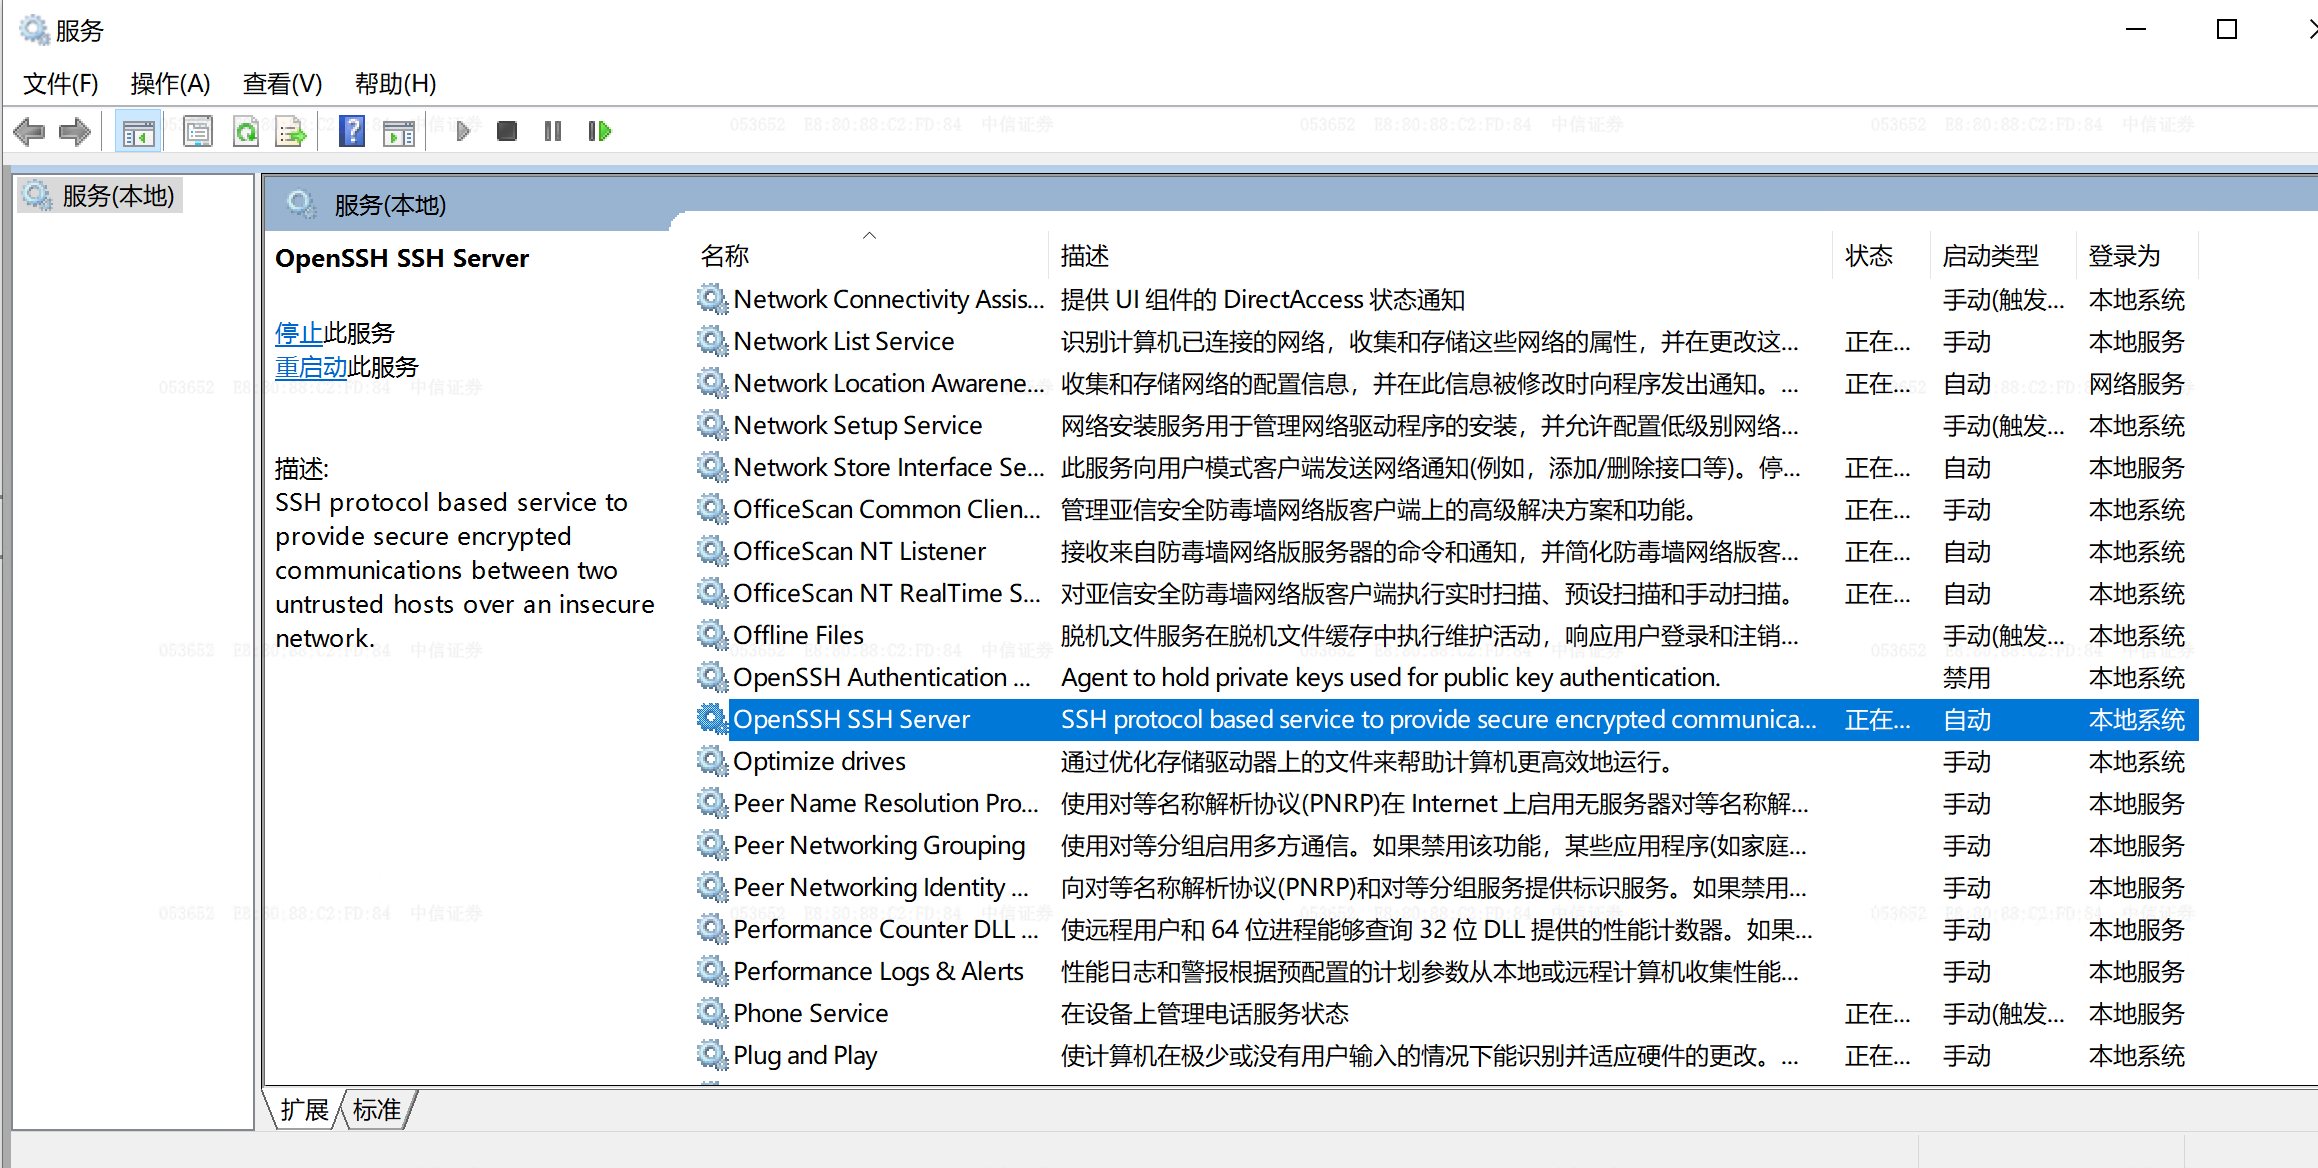 服务
文件(F) 操作(A) 查看(V) 帮助(H)
053652 E8:80:88:C2:FD:84 中信证券
服务(本地)
服务(本地)
OpenSSH SSH Server
停止此服务
重启动此服务
描述:
SSH protocol based service to
provide secure encrypted
communications between two
untrusted hosts over an insecure
network.
名称 描述 状态 启动类型 登录为
Network Connectivity Assis... 提供 UI 组件的 DirectAccess 状态通知 手动(触发... 本地系统
Network List Service 识别计算机已连接的网络，收集和存储这些网络的属性，并在更改这... 正在... 手动 本地服务
Network Location Awarene... 收集和存储网络的配置信息，并在此信息被修改时向程序发出通知。... 正在... 自动 网络服务
Network Setup Service 网络安装服务用于管理网络驱动程序的安装，并允许配置低级别网络... 手动(触发... 本地系统
Network Store Interface Se... 此服务向用户模式客户端发送网络通知(例如，添加/删除接口等)。停... 正在... 自动 本地服务
OfficeScan Common Clien... 管理亚信安全防毒墙网络版客户端上的高级解决方案和功能。 正在... 手动 本地系统
OfficeScan NT Listener 接收来自防毒墙网络版服务器的命令和通知，并简化防毒墙网络版客... 正在... 自动 本地系统
OfficeScan NT RealTime S... 对亚信安全防毒墙网络版客户端执行实时扫描、预设扫描和手动扫描。 正在... 自动 本地系统
Offline Files 脱机文件服务在脱机文件缓存中执行维护活动，响应用户登录和注销... 手动(触发... 本地系统
OpenSSH Authentication ... Agent to hold private keys used for public key authentication. 禁用 本地系统
OpenSSH SSH Server SSH protocol based service to provide secure encrypted communica... 正在... 自动 本地系统
Optimize drives 通过优化存储驱动器上的文件来帮助计算机更高效地运行。 手动 本地系统
Peer Name Resolution Pro... 使用对等名称解析协议(PNRP)在 Internet 上启用无服务器对等名称解... 手动 本地服务
Peer Networking Grouping 使用对等分组启用多方通信。如果禁用该功能，某些应用程序(如家庭... 手动 本地服务
Peer Networking Identity ... 向对等名称解析协议(PNRP)和对等分组服务提供标识服务。如果禁用... 手动 本地服务
Performance Counter DLL ... 使远程用户和 64 位进程能够查询 32 位 DLL 提供的性能计数器。如果... 手动 本地服务
Performance Logs & Alerts 性能日志和警报根据预配置的计划参数从本地或远程计算机收集性能... 手动 本地服务
Phone Service 在设备上管理电话服务状态 正在... 手动(触发... 本地服务
Plug and Play 使计算机在极少或没有用户输入的情况下能识别并适应硬件的更改。... 正在... 手动 本地系统
扩展 标准